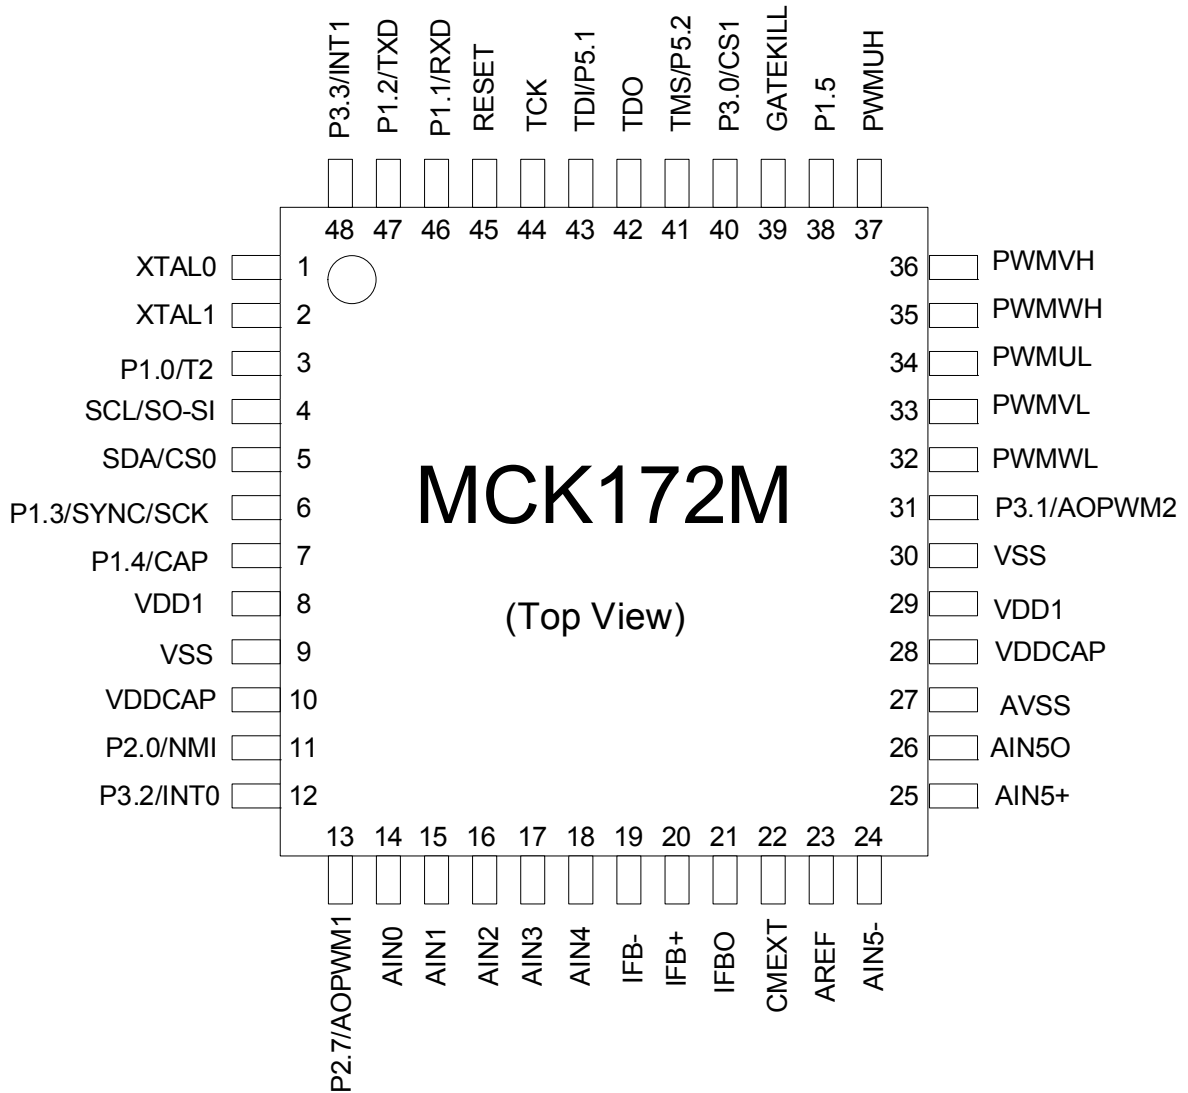 P3.3/INT1
P1.2/TXD
P1.1/RXD
RESET
TCK
TDI/P5.1
TDO
TMS/P5.2
P3.0/CS1
GATEKILL
P1.5
PWMUH
48 47 46 45 44 43 42 41 40 39 38 37
XTAL0 1
XTAL1 2
P1.0/T2 3
SCL/SO-SI 4
SDA/CS0 5
P1.3/SYNC/SCK 6
P1.4/CAP 7
VDD1 8
VSS 9
VDDCAP 10
P2.0/NMI 11
P3.2/INT0 12
MCK172M
(Top View)
36 PWMVH
35 PWMWH
34 PWMUL
33 PWMVL
32 PWMWL
31 P3.1/AOPWM2
30 VSS
29 VDD1
28 VDDCAP
27 AVSS
26 AIN5O
25 AIN5+
13 14 15 16 17 18 19 20 21 22 23 24
P2.7/AOPWM1
AIN0
AIN1
AIN2
AIN3
AIN4
IFB-
IFB+
IFBO
CMEXT
AREF
AIN5-